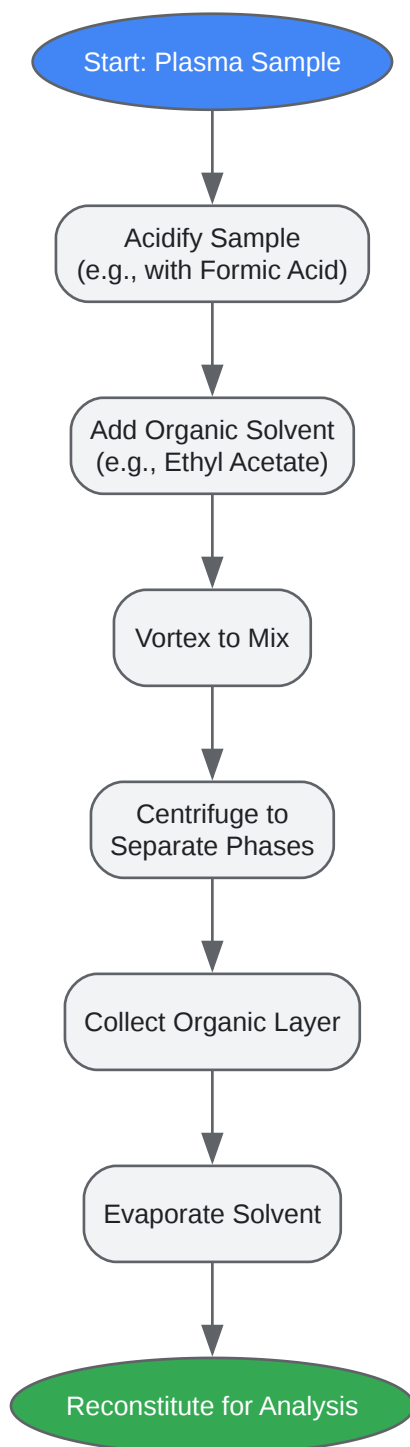 Start: Plasma Sample
Acidify Sample
(e.g., with Formic Acid)
Add Organic Solvent
(e.g., Ethyl Acetate)
Vortex to Mix
Centrifuge to
Separate Phases
Collect Organic Layer
Evaporate Solvent
Reconstitute for Analysis